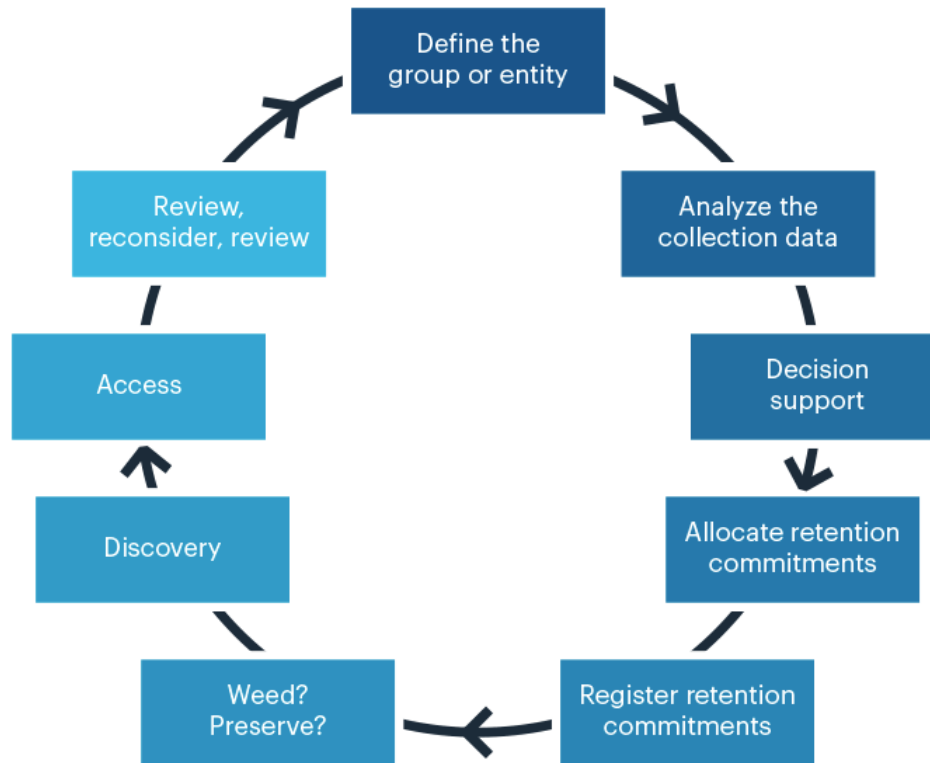 Define the
group or entity
Analyze the
collection data
Decision
support
Allocate retention
commitments
Register retention
commitments
Weed?
Preserve?
Discovery
Access
Review,
reconsider, review